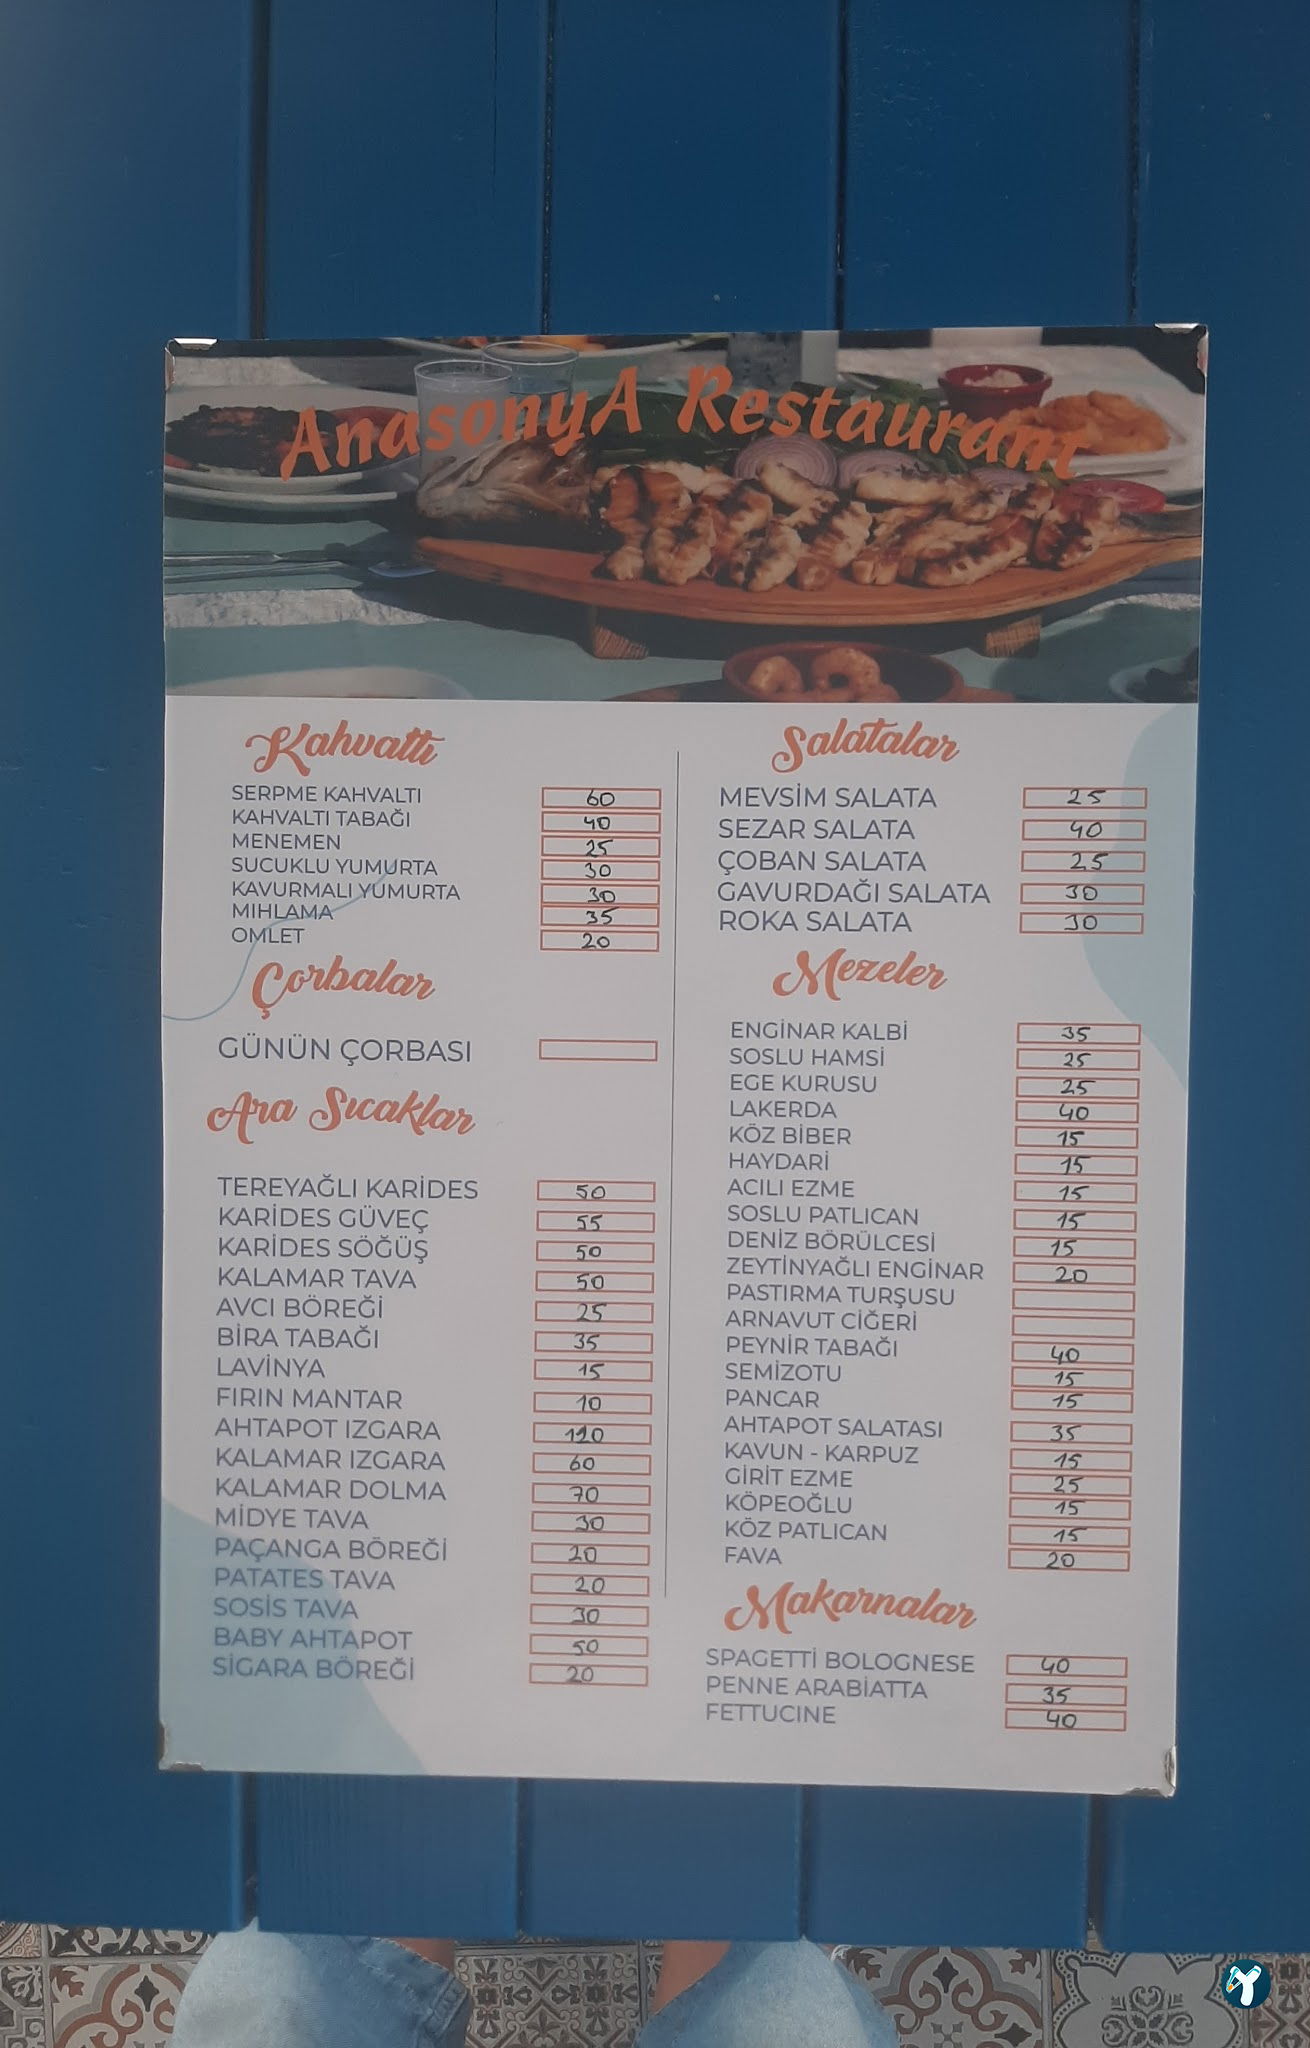 AnasonyA Restaurant
Kahvaltı
SERPME KAHVALTI 60
KAHVALTI TABAĞI 40
MENEMEN 25
SUCUKLU YUMURTA 30
KAVURMALI YUMURTA 30
MIHLAMA 35
OMLET 20
Çorbalar
GÜNÜN ÇORBASI
Ara Sıcaklar
TEREYAĞLI KARİDES 50
KARİDES GÜVEÇ 55
KARİDES SÖĞÜŞ 50
KALAMAR TAVA 50
AVCI BÖREĞİ 25
BİRA TABAĞI 35
LAVİNYA 15
FIRIN MANTAR 10
AHTAPOT IZGARA 120
KALAMAR IZGARA 60
KALAMAR DOLMA 70
MİDYE TAVA 30
PAÇANGA BÖREĞİ 20
PATATES TAVA 20
SOSİS TAVA 30
BABY AHTAPOT 50
SİGARA BÖREĞİ 20
Salatalar
MEVSİM SALATA 25
SEZAR SALATA 40
ÇOBAN SALATA 25
GAVURDAĞI SALATA 30
ROKA SALATA 30
Mezeler
ENGİNAR KALBİ 35
SOSLU HAMSİ 25
EGE KURUSU 25
LAKERDA 40
KÖZ BİBER 15
HAYDARİ 15
ACILI EZME 15
SOSLU PATLICAN 15
DENİZ BÖRÜLCESİ 15
ZEYTİNYAĞLI ENGİNAR 20
PASTIRMA TURŞUSU
ARNAVUT CİĞERİ
PEYNİR TABAĞI 40
SEMİZOTU 15
PANCAR 15
AHTAPOT SALATASI 35
KAVUN - KARPUZ 15
GİRİT EZME 25
KÖPEOĞLU 15
KÖZ PATLICAN 15
FAVA 20
Makarnalar
SPAGETTİ BOLOGNESE 40
PENNE ARABİATTA 35
FETTUCINE 40